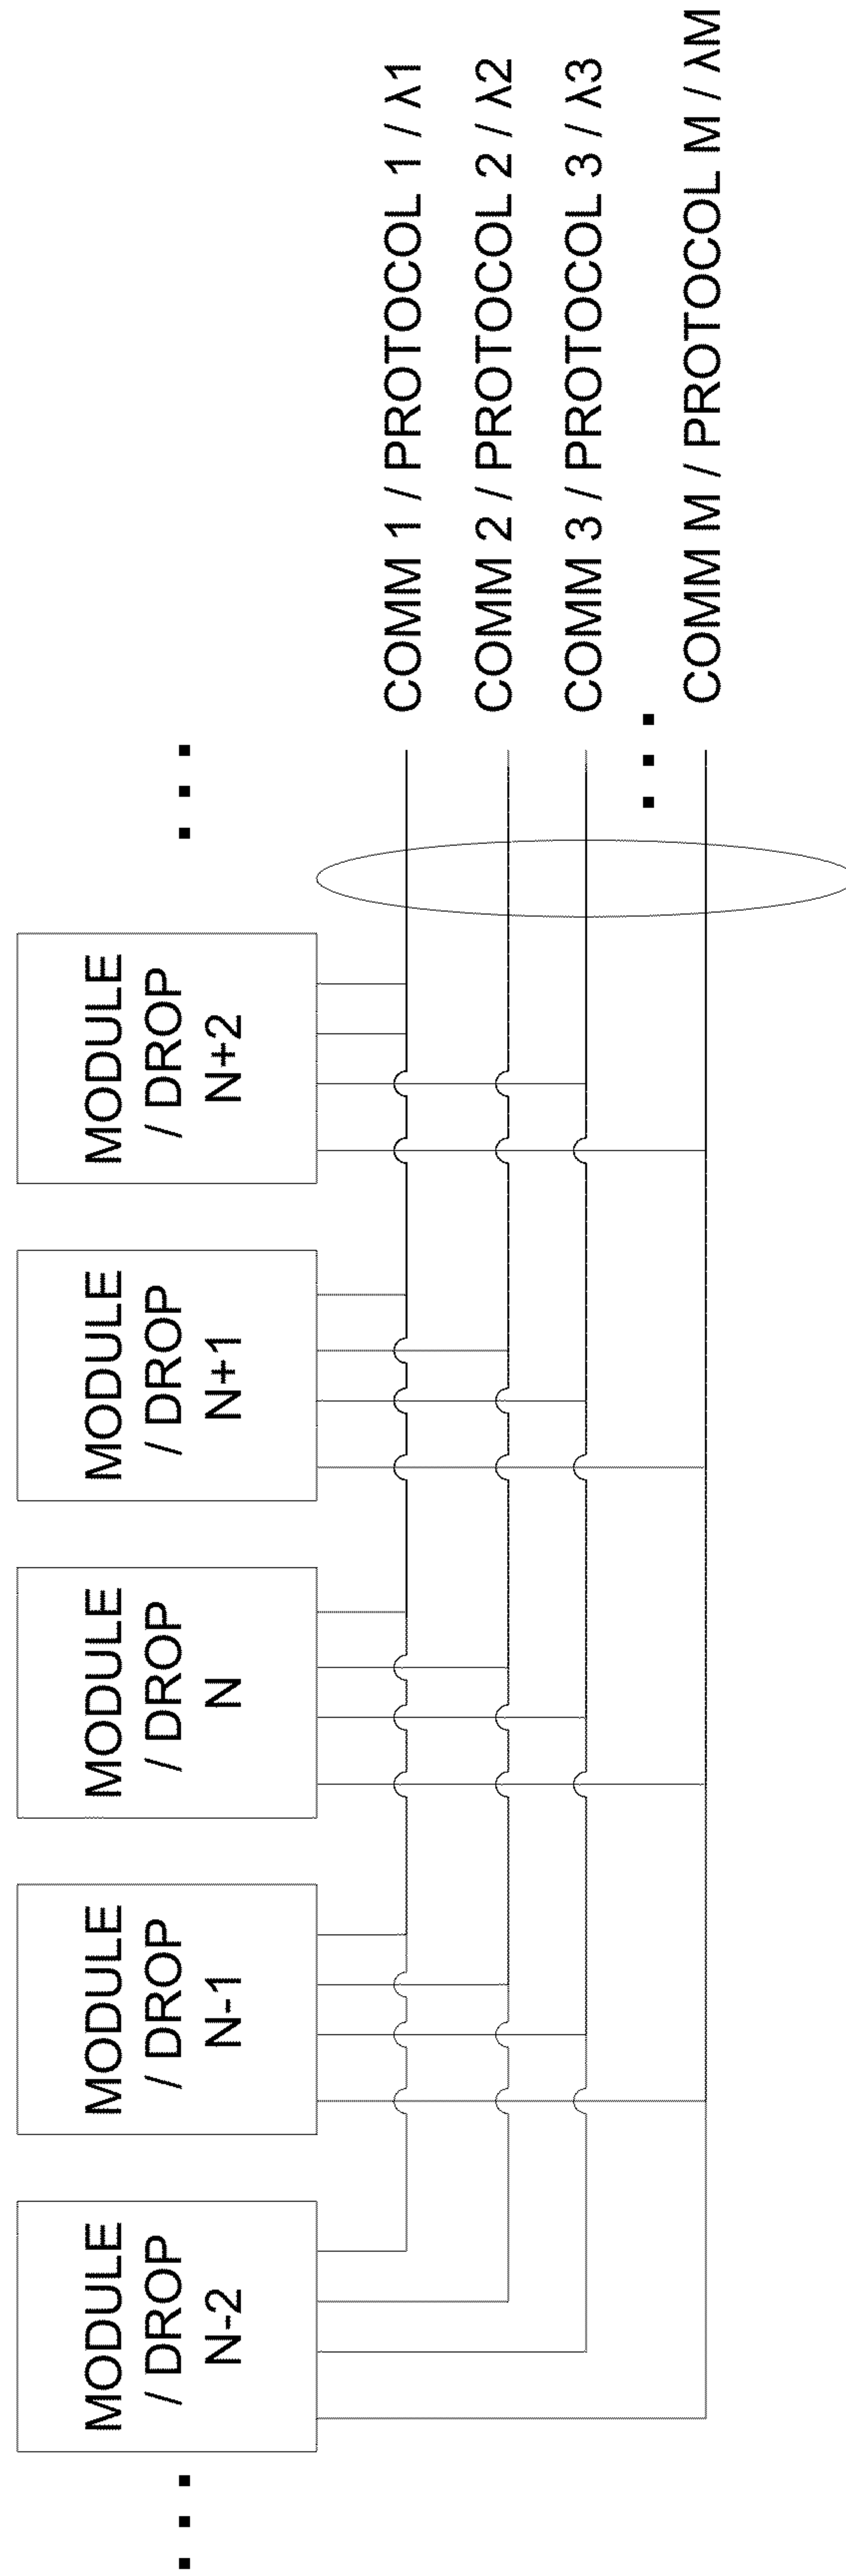 MODULE
/ DROP
N-2
MODULE
/ DROP
N-1
MODULE
/ DROP
N
MODULE
/ DROP
N+1
MODULE
/ DROP
N+2
COMM 1 / PROTOCOL 1 / λ1
COMM 2 / PROTOCOL 2 / λ2
COMM 3 / PROTOCOL 3 / λ3
COMM M / PROTOCOL M / λM